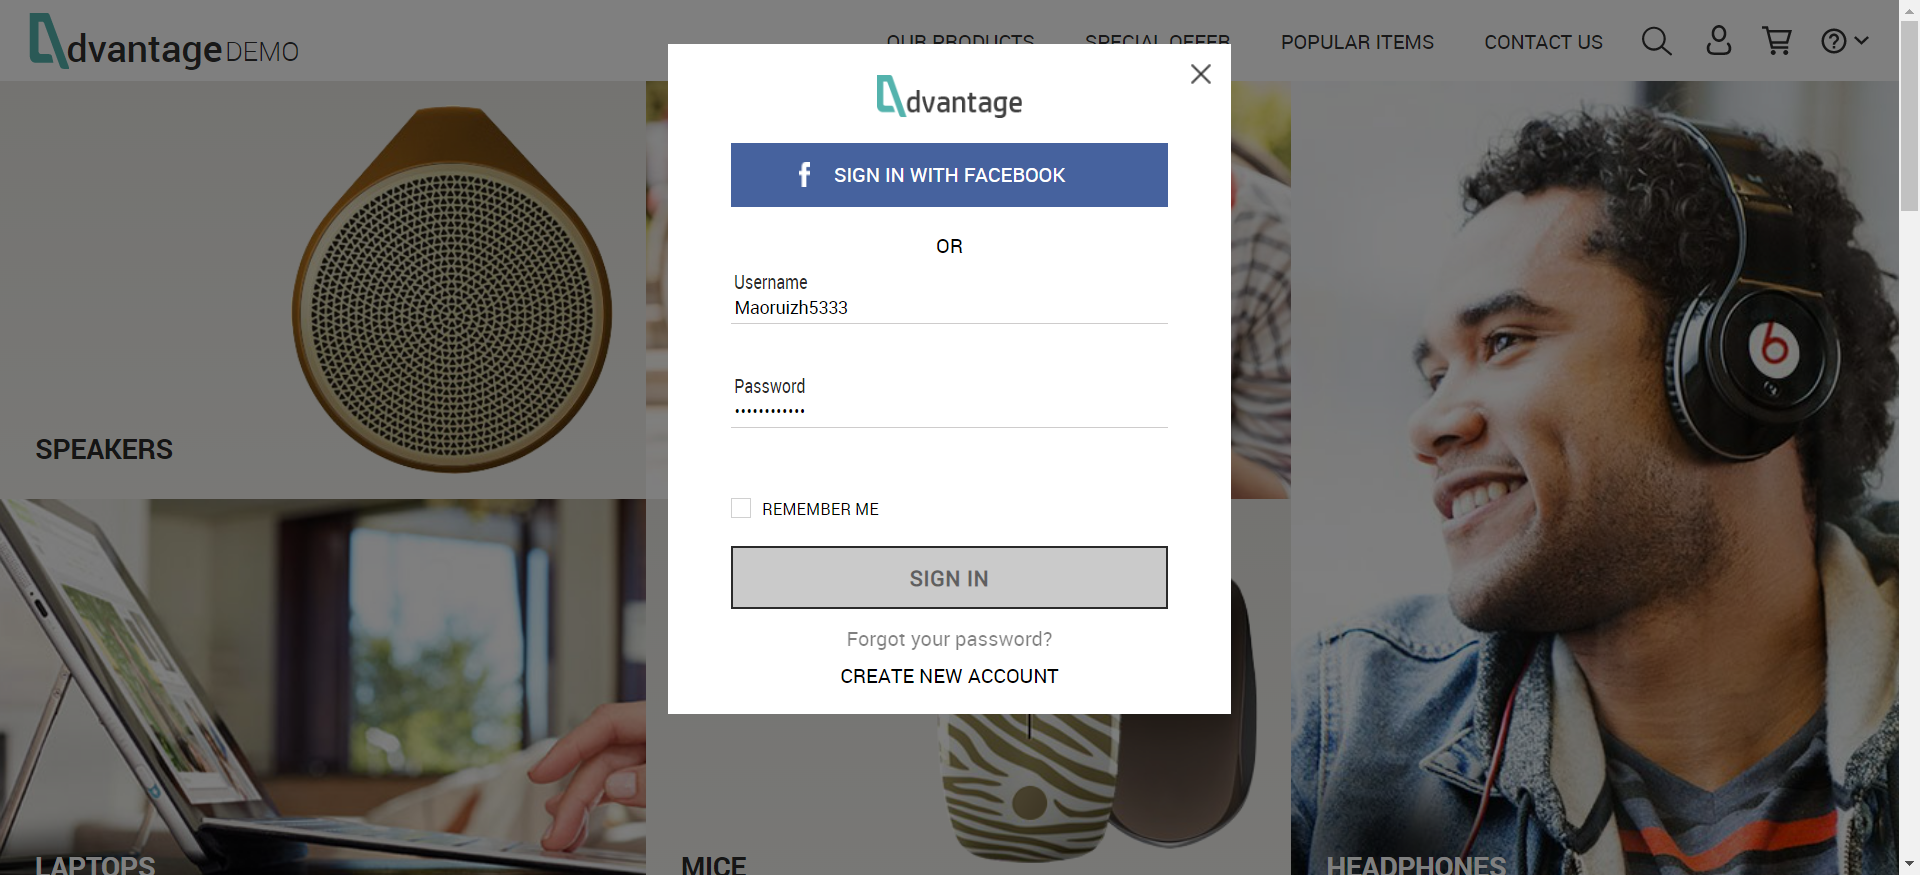 dvantage DEMO
OUR PRODUCTS
SPECIAL OFFER
POPULAR ITEMS
CONTACT US
dvantage
SIGN IN WITH FACEBOOK
OR
Username
Maoruizh5333
Password
••••••••••••
REMEMBER ME
SIGN IN
Forgot your password?
CREATE NEW ACCOUNT
SPEAKERS
LAPTOPS
MICE
HEADPHONES